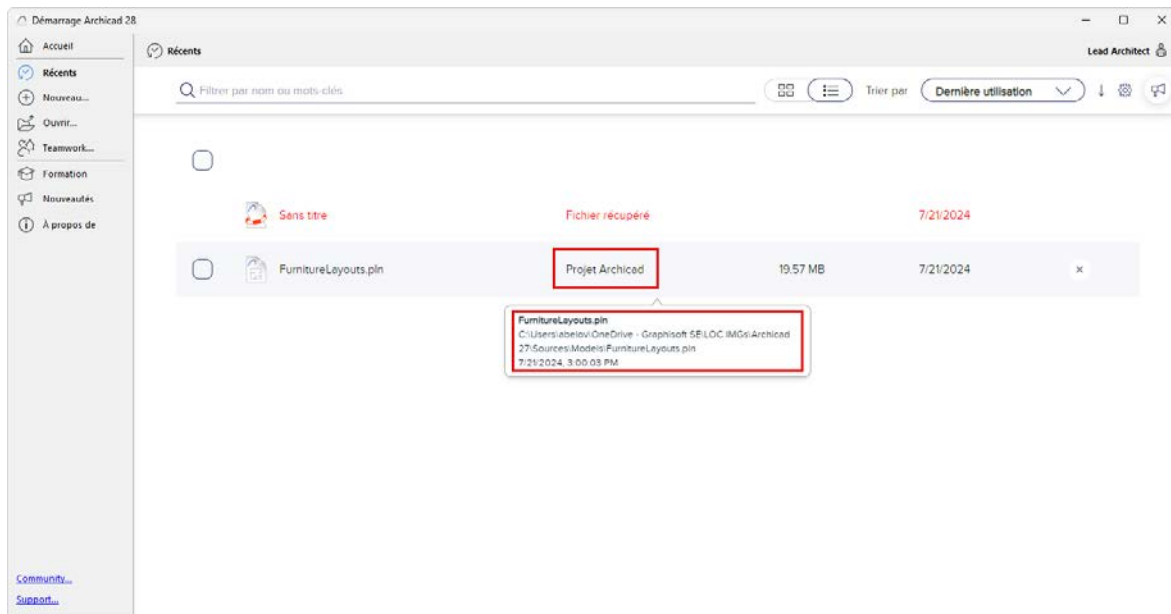 Démarrage Archicad 28
Accueil
Récents
Lead Architect
Récents
Nouveau...
Filtrer par nom ou mots-clés
Trier par
Dernière utilisation
Ouvrir...
Teamwork...
Formation
Nouveautés
À propos de
Sans titre
Fichier récupéré
7/21/2024
FurnitureLayouts.pln
Projet Archicad
19.57 MB
7/21/2024
FurnitureLayouts.pln
C:\Users\abelov\OneDrive - Graphisoft SE\LOC IMGs\Archicad
27\Sources\Models\FurnitureLayouts.pln
7/21/2024, 3:00:03 PM
Community...
Support...